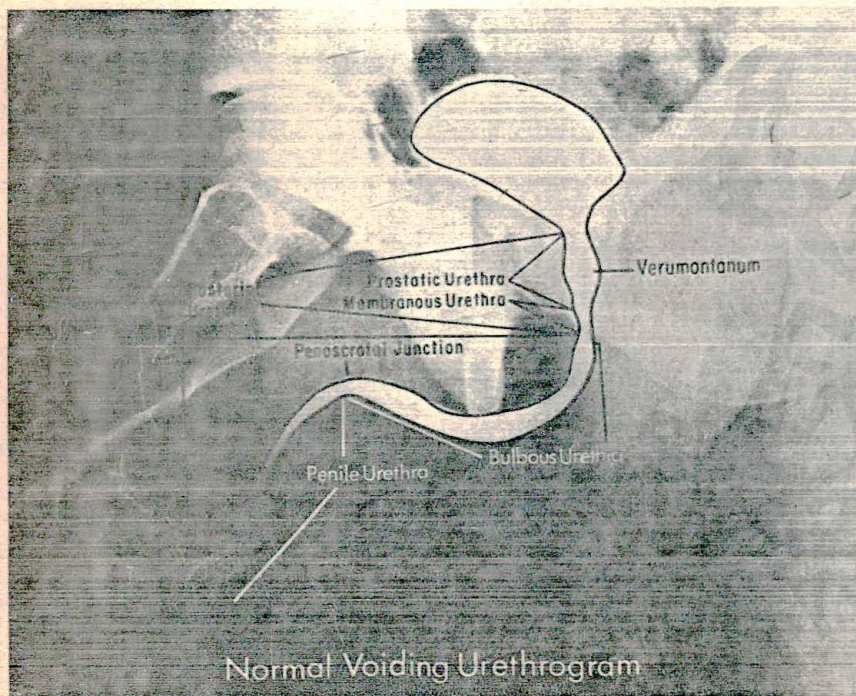 Prostatic Urethra
Verumontanum
Membranous Urethra
Penoscrotal Junction
Bulbous Urethra
Penile Urethra
Normal Voiding Urethrogram